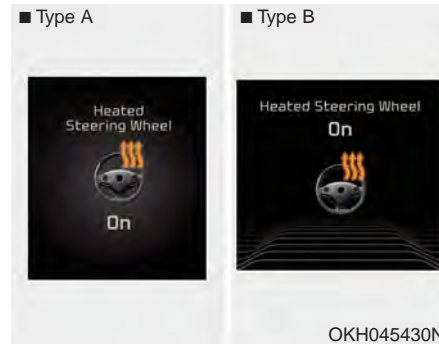 ■ Type A
■ Type B
Heated
Steering Wheel
On
Heated Steering Wheel
On
OKH045430N